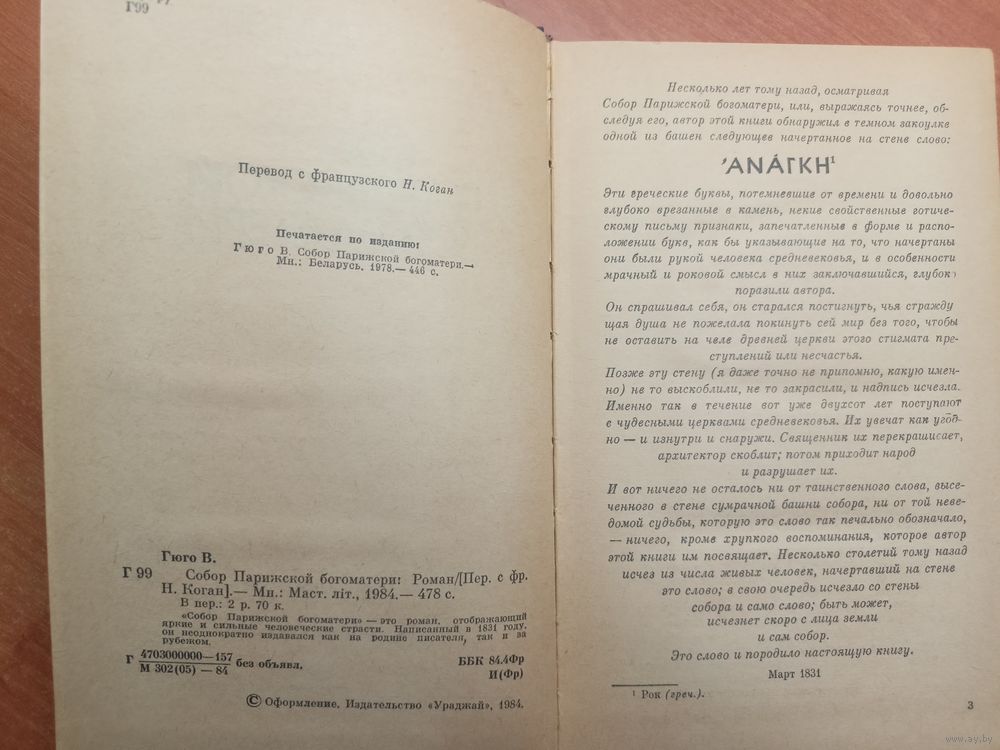 Г99
Перевод с французского Н. Коган
Печатается по изданию:
Гюго В. Собор Парижской богоматери.—
Мн.: Беларусь. 1978.— 446 с.
Гюго В.
Г 99 Собор Парижской богоматери: Роман/[Пер. с фр.
Н. Коган].— Мн.: Маст. літ., 1984.— 478 с.
В пер.: 2 р. 70 к.
«Собор Парижской богоматери» — это роман, отображающий
яркие и сильные человеческие страсти. Написанный в 1831 году,
он неоднократно издавался как на родине писателя, так и за
рубежом.
Г 4703000000—157 без объявл. ББК 84.4Фр
М 302(05) — 84 И(Фр)
© Оформление. Издательство «Ураджай», 1984.
Несколько лет тому назад, осматривая
Собор Парижской богоматери, или, выражаясь точнее, об-
следуя его, автор этой книги обнаружил в темном закоулке
одной из башен следующее начертанное на стене слово:
ʼΑΝΆΓΚΗ¹
Эти греческие буквы, потемневшие от времени и довольно
глубоко врезанные в камень, некие свойственные готиче-
скому письму признаки, запечатленные в форме и распо-
ложении букв, как бы указывающие на то, что начертаны
они были рукой человека средневековья, и в особенности
мрачный и роковой смысл в них заключавшийся, глубоко
поразили автора.
Он спрашивал себя, он старался постигнуть, чья стражду
щая душа не пожелала покинуть сей мир без того, чтобы
не оставить на челе древней церкви этого стигмата пре-
ступлений или несчастья.
Позже эту стену (я даже точно не припомню, какую имен-
но) не то выскоблили, не то закрасили, и надпись исчезла.
Именно так в течение вот уже двухсот лет поступают
с чудесными церквами средневековья. Их увечат как угод-
но — и изнутри и снаружи. Священник их перекрашивает,
архитектор скоблит; потом приходит народ
и разрушает их.
И вот ничего не осталось ни от таинственного слова, высе-
ченного в стене сумрачной башни собора, ни от той неве-
домой судьбы, которую это слово так печально обозначало,
— ничего, кроме хрупкого воспоминания, которое автор
этой книги им посвящает. Несколько столетий тому назад
исчез из числа живых человек, начертавший на стене
это слово; в свою очередь исчезло со стены
собора и само слово; быть может,
исчезнет скоро с лица земли
и сам собор.
Это слово и породило настоящую книгу.
Март 1831
¹ Рок (греч.).
3
www.ay.by